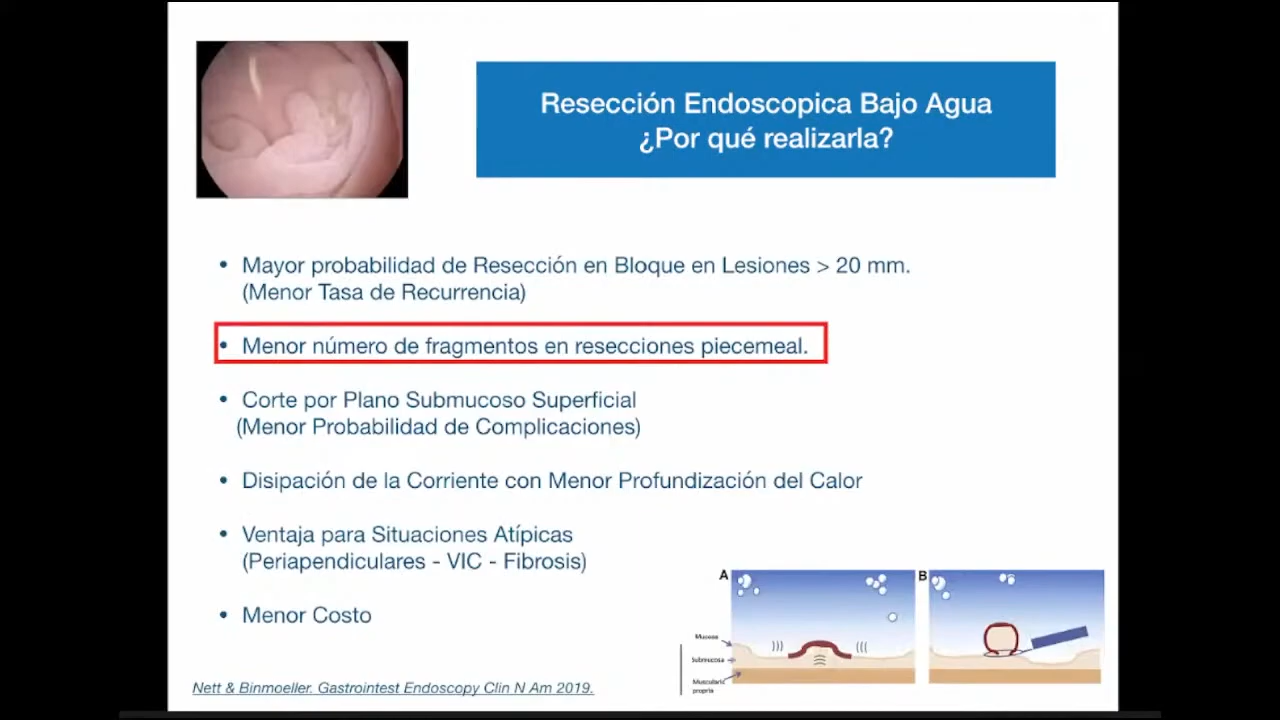 Resección Endoscopica Bajo Agua
¿Por qué realizarla?
• Mayor probabilidad de Resección en Bloque en Lesiones > 20 mm.
(Menor Tasa de Recurrencia)
• Menor número de fragmentos en resecciones piecemeal.
• Corte por Plano Submucoso Superficial
(Menor Probabilidad de Complicaciones)
• Disipación de la Corriente con Menor Profundización del Calor
• Ventaja para Situaciones Atípicas
(Periapendiculares - VIC - Fibrosis)
• Menor Costo
A
B
Mucosa
Submucosa
Muscularis
propria
Nett & Binmoeller. Gastrointest Endoscopy Clin N Am 2019.